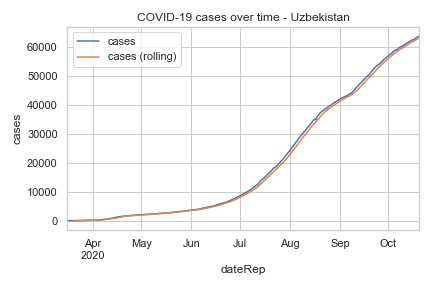 COVID-19 cases over time - Uzbekistan
cases
cases (rolling)
60000
50000
40000
30000
20000
10000
0
cases
Apr
2020
May
Jun
Jul
Aug
Sep
Oct
dateRep